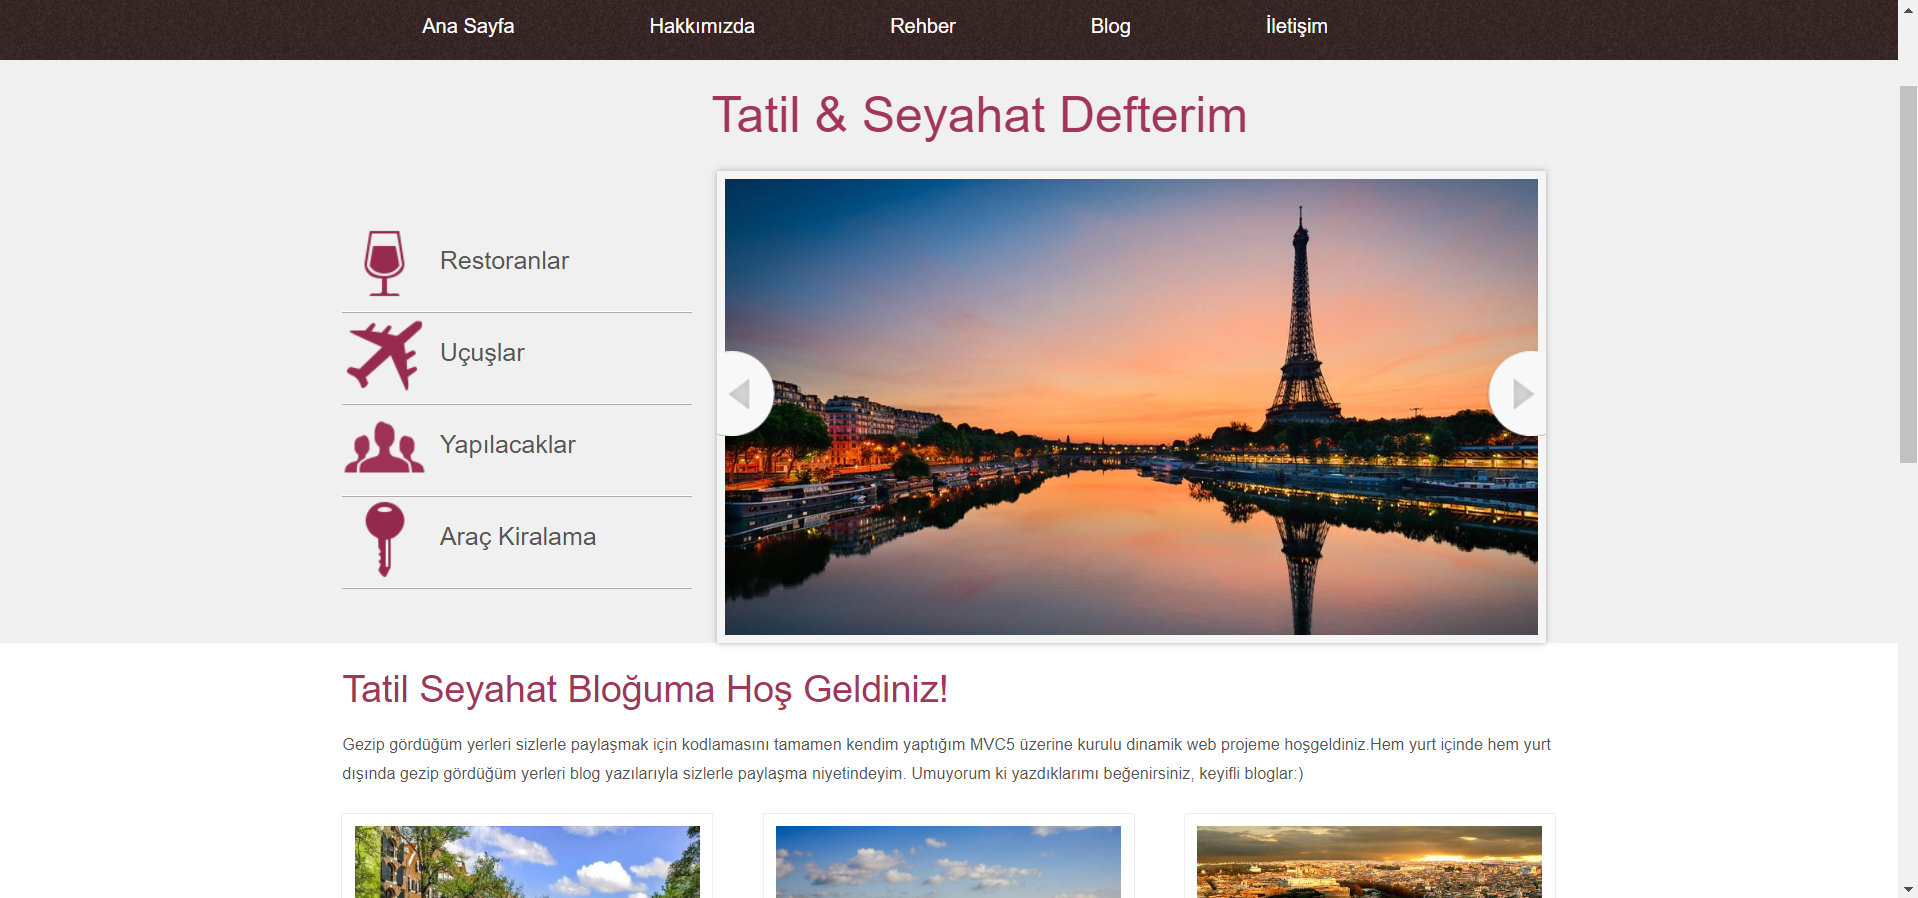 Ana Sayfa Hakkımızda Rehber Blog İletişim
Tatil & Seyahat Defterim
Restoranlar
Uçuşlar
Yapılacaklar
Araç Kiralama
Tatil Seyahat Bloğuma Hoş Geldiniz!
Gezip gördüğüm yerleri sizlerle paylaşmak için kodlamasını tamamen kendim yaptığım MVC5 üzerine kurulu dinamik web projeme hoşgeldiniz.Hem yurt içinde hem yurt
dışında gezip gördüğüm yerleri blog yazılarıyla sizlerle paylaşma niyetindeyim. Umuyorum ki yazdıklarımı beğenirsiniz, keyifli bloglar:)